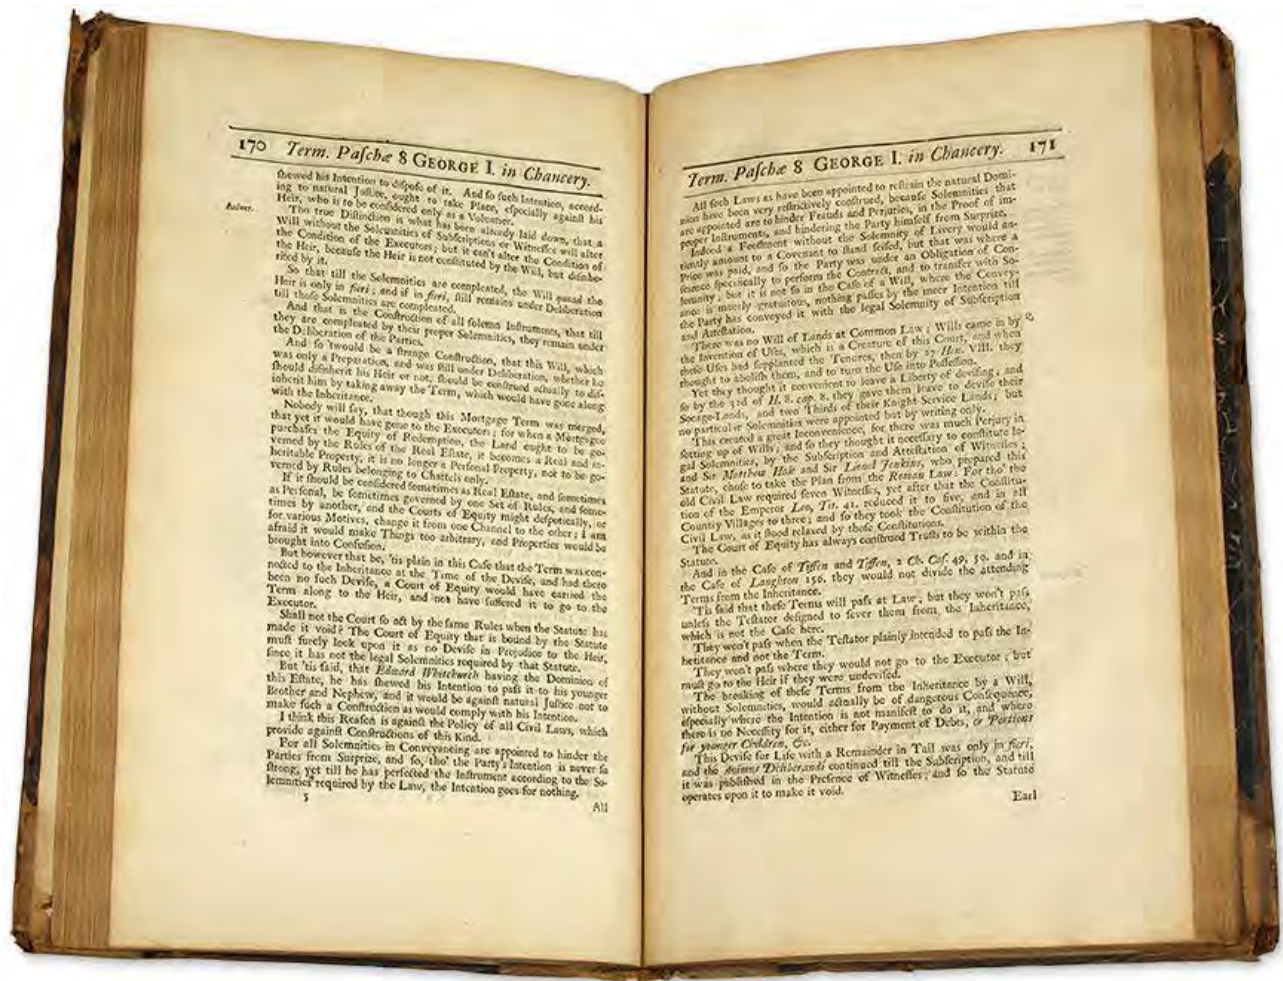 170 Term. Paſchæ 8 GEORGE I. in Chancery.
ſhewed his Intention to diſpoſe of it. And ſo ſuch Intention, accord-
ing to natural Juſtice, ought to take Place, eſpecially againſt his
Heir, who is to be conſidered only as a Volunteer.
The true Diſtinction is what has been already laid down, that a
Will without the Solemnities of Subſcriptions or Witneſſes will alter
the Condition of the Executors; but it can't alter the Condition of
the Heir, becauſe the Heir is not conſtituted by the Will, but diſinhe-
rited by it.
So that till the Solemnities are compleated, the Will quoad the
Heir is only in fieri; and if in fieri, ſtill remains under Deliberation
till thoſe Solemnities are compleated.
And that is the Conſtruction of all ſolemn Inſtruments, that till
they are compleated by their proper Solemnities, they remain under
the Deliberation of the Parties.
And ſo 'twould be a ſtrange Conſtruction, that this Will, which
was only a Preparation, and was ſtill under Deliberation, whether he
ſhould diſinherit his Heir or not, ſhould be conſtrued actually to diſ-
inherit him by taking away the Term, which would have gone along
with the Inheritance.
Nobody will ſay, that though this Mortgage Term was merged,
that yet it would have gone to the Executors; for when a Mortgagee
purchaſes the Equity of Redemption, the Land ought to be go-
verned by the Rules of the Real Eſtate, it becomes a Real and in-
heritable Property, it is no longer a Perſonal Property, not to be go-
verned by Rules belonging to Chattels only.
If it ſhould be conſidered ſometimes as Real Eſtate, and ſometimes
as Perſonal, be ſometimes governed by one Set of Rules, and ſome-
times by another, and the Courts of Equity might deſpotically, or
for various Motives, change it from one Channel to the other; I am
afraid it would make Things too arbitrary, and Properties would be
brought into Confuſion.
But however that be, 'tis plain in this Caſe that the Term was con-
nected to the Inheritance at the Time of the Deviſe, and had there
been no ſuch Deviſe, a Court of Equity would have carried the
Term along to the Heir, and not have ſuffered it to go to the
Executor.
Shall not the Court ſo act by the ſame Rules when the Statute has
made it void? The Court of Equity that is bound by the Statute
muſt ſurely look upon it as no Deviſe in Prejudice to the Heir,
ſince it has not the legal Solemnities required by that Statute.
But 'tis ſaid, that Edward Whitchurch having the Dominion of
this Eſtate, he has ſhewed his Intention to paſs it to his younger
Brother and Nephew, and it would be againſt natural Juſtice not to
make ſuch a Conſtruction as would comply with his Intention.
I think this Reaſon is againſt the Policy of all Civil Laws, which
provide againſt Conſtructions of this Kind.
For all Solemnities in Conveyancing are appointed to hinder the
Parties from Surprize, and ſo, tho' the Party's Intention is never ſo
ſtrong, yet till he has perfected the Inſtrument according to the So-
lemnities required by the Law, the Intention goes for nothing.
All
Term. Paſchæ 8 GEORGE I. in Chancery. 171
All ſuch Laws as have been appointed to reſtrain the natural Domi-
nion have been very reſtrictively conſtrued, becauſe Solemnities that
are appointed are to hinder Frauds and Perjuries, in the Proof of im-
proper Inſtruments, and hindering the Party himſelf from Surprize.
Indeed a Feoffment without the Solemnity of Livery would an-
tiently amount to a Covenant to ſtand ſeiſed, but that was where a
Price was paid, and ſo the Party was under an Obligation of Con-
ſcience ſpecifically to perform the Contract, and to transfer with So-
lemnity; but it is not ſo in the Caſe of a Will, where the Convey-
ance is meerly gratuitous, nothing paſſes by the meer Intention till
the Party has conveyed it with the legal Solemnity of Subſcription
and Atteſtation.
There was no Will of Lands at Common Law; Wills came in by
the Invention of Uſes, which is a Creature of this Court, and when
theſe Uſes had ſupplanted the Tenures, then by 27 Hen. VIII. they
thought to aboliſh them, and to turn the Uſe into Poſſeſſion.
Yet they thought it convenient to leave a Liberty of deviſing; and
ſo by the 32d of H. 8. cap. 8. they gave them leave to deviſe their
Socage-Lands, and two Thirds of their Knight-Service Lands; but
no particular Solemnities were appointed but by writing only.
This created a great Inconvenience, for there was much Perjury in
ſetting up of Wills; and ſo they thought it neceſſary to conſtitute le-
gal Solemnities, by the Subſcription and Atteſtation of Witneſſes;
and Sir Matthew Hale and Sir Lionel Jenkins, who prepared this
Statute, choſe to take the Plan from the Roman Law: For tho' the
old Civil Law required ſeven Witneſſes, yet after that the Conſtitu-
tion of the Emperor Leo, Tit. 41. reduced it to five, and in all
Country Villages to three; and ſo they took the Conſtitution of the
Civil Law, as it ſtood relaxed by thoſe Conſtitutions.
The Court of Equity has always conſtrued Truſts to be within the
Statute.
And in the Caſe of Tiffen and Tiffen, 2 Ch. Caſ. 49, 50. and in
the Caſe of Laughton 156. they would not divide the attending
Terms from the Inheritance.
'Tis ſaid that theſe Terms will paſs at Law; but they won't paſs
unleſs the Teſtator deſigned to ſever them from the Inheritance,
which is not the Caſe here.
They won't paſs when the Teſtator plainly intended to paſs the In-
heritance and not the Term.
They won't paſs where they would not go to the Executor; but
muſt go to the Heir if they were undeviſed.
The breaking of theſe Terms from the Inheritance by a Will,
without Solemnities, would actually be of dangerous Conſequence,
eſpecially where the Intention is not manifeſt to do it, and where
there is no Neceſſity for it, either for Payment of Debts, or Portions
for younger Children, &c.
This Deviſe for Life with a Remainder in Tail was only in fieri,
and the Animus Deliberandi continued till the Subſcription, and till
it was publiſhed in the Preſence of Witneſſes; and ſo the Statute
operates upon it to make it void.
Earl